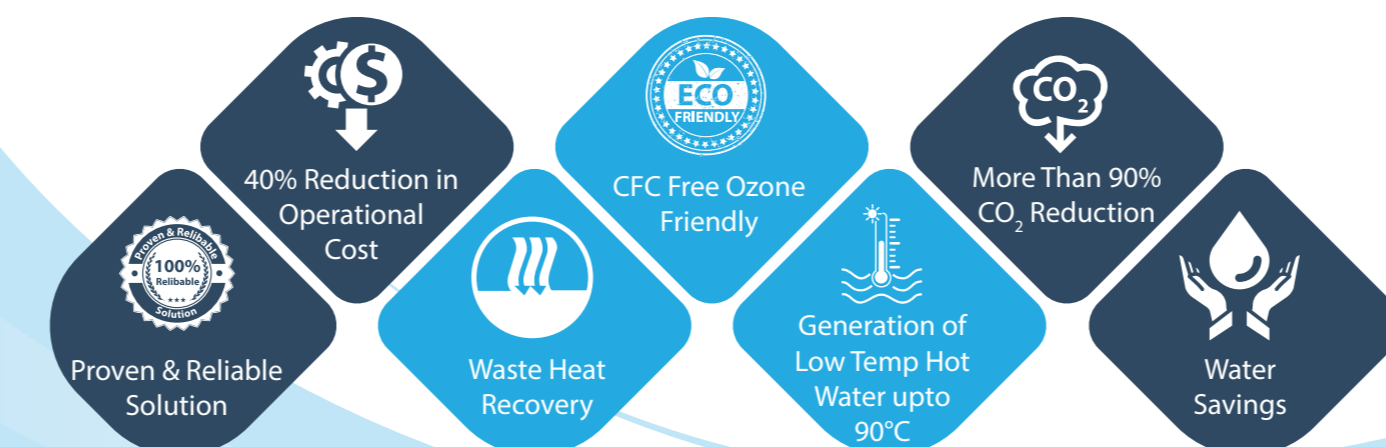 Proven & Relibable
100%
Relibable
Solution
Proven & Reliable
Solution
$
40% Reduction in
Operational
Cost
Waste Heat
Recovery
ECO
FRIENDLY
CFC Free Ozone
Friendly
Generation of
Low Temp Hot
Water upto
90°C
CO₂
More Than 90%
CO₂ Reduction
Water
Savings